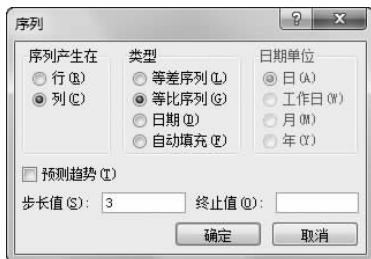 序列
序列产生在
行(R)
列(C)
类型
等差序列(L)
等比序列(G)
日期(D)
自动填充(F)
日期单位
日(A)
工作日(W)
月(M)
年(Y)
预测趋势(T)
步长值(S): 3
终止值(O):
确定
取消